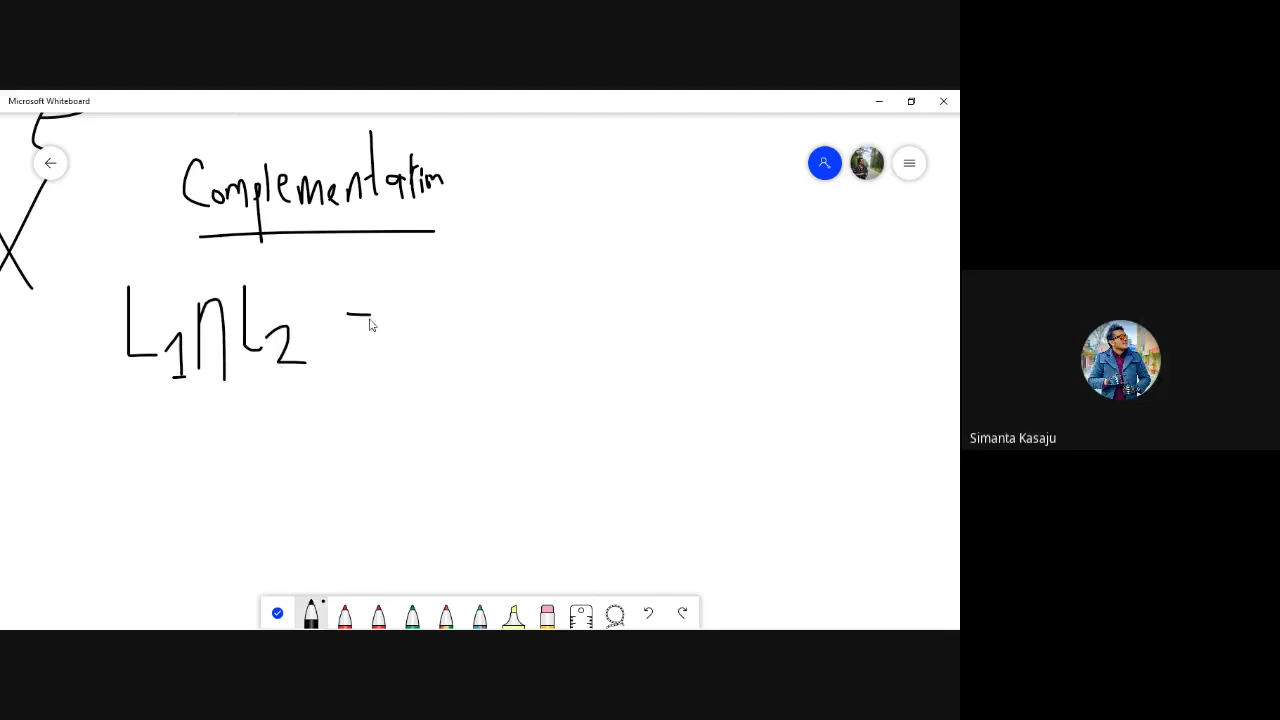 Microsoft Whiteboard
Complementation
L1∩L2 -
Simanta Kasaju